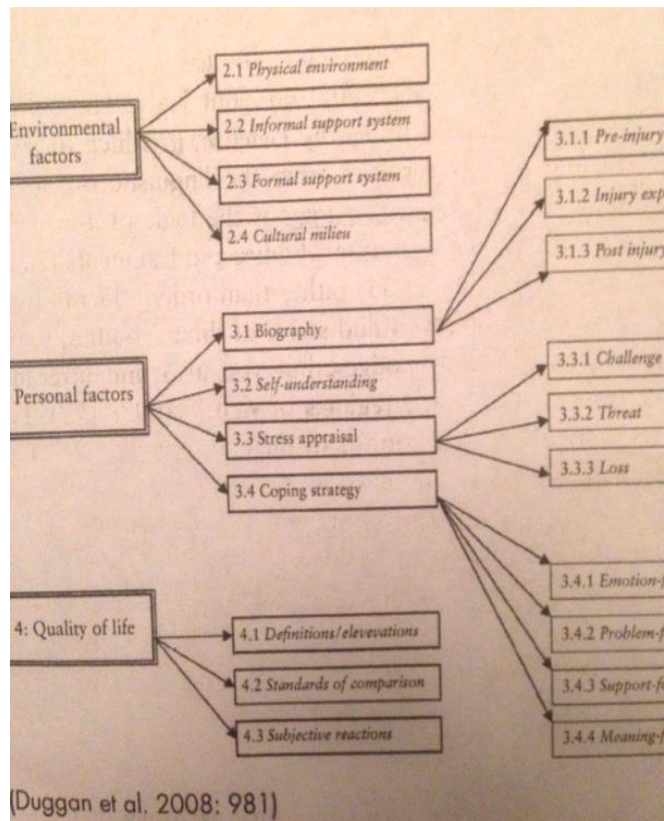 2.1 Physical environment
Environmental
factors
2.2 Informal support system
2.3 Formal support system
2.4 Cultural milieu
3.1.1 Pre-injury
3.1.2 Injury exp
3.1.3 Post injury
3.1 Biography
Personal factors
3.2 Self-understanding
3.3 Stress appraisal
3.4 Coping strategy
3.3.1 Challenge
3.3.2 Threat
3.3.3 Loss
3.4.1 Emotion-f
3.4.2 Problem-f
3.4.3 Support-fo
3.4.4 Meaning-f
4: Quality of life
4.1 Definitions/elevevations
4.2 Standards of comparison
4.3 Subjective reactions
(Duggan et al. 2008: 981)